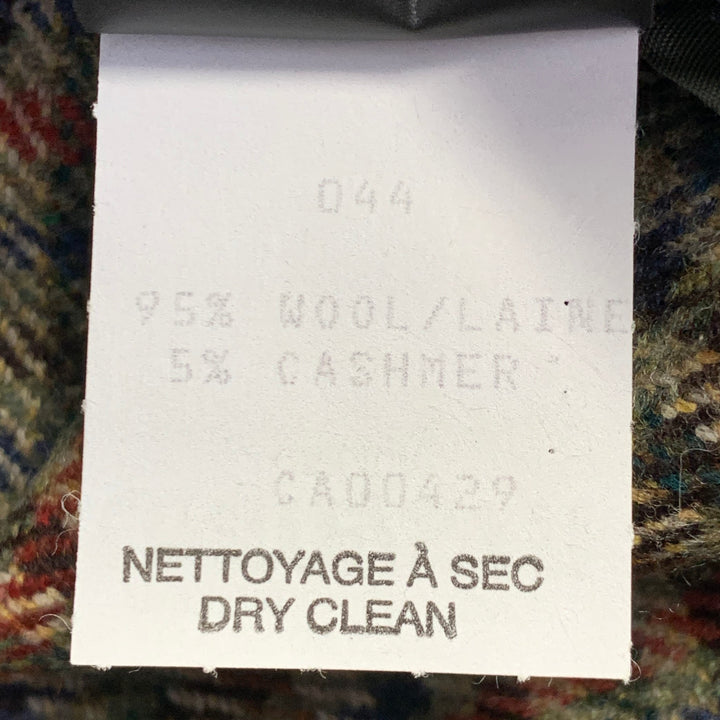 044
95% WOOL/LAINE
5% CASHMER
CA00429
NETTOYAGE À SEC
DRY CLEAN